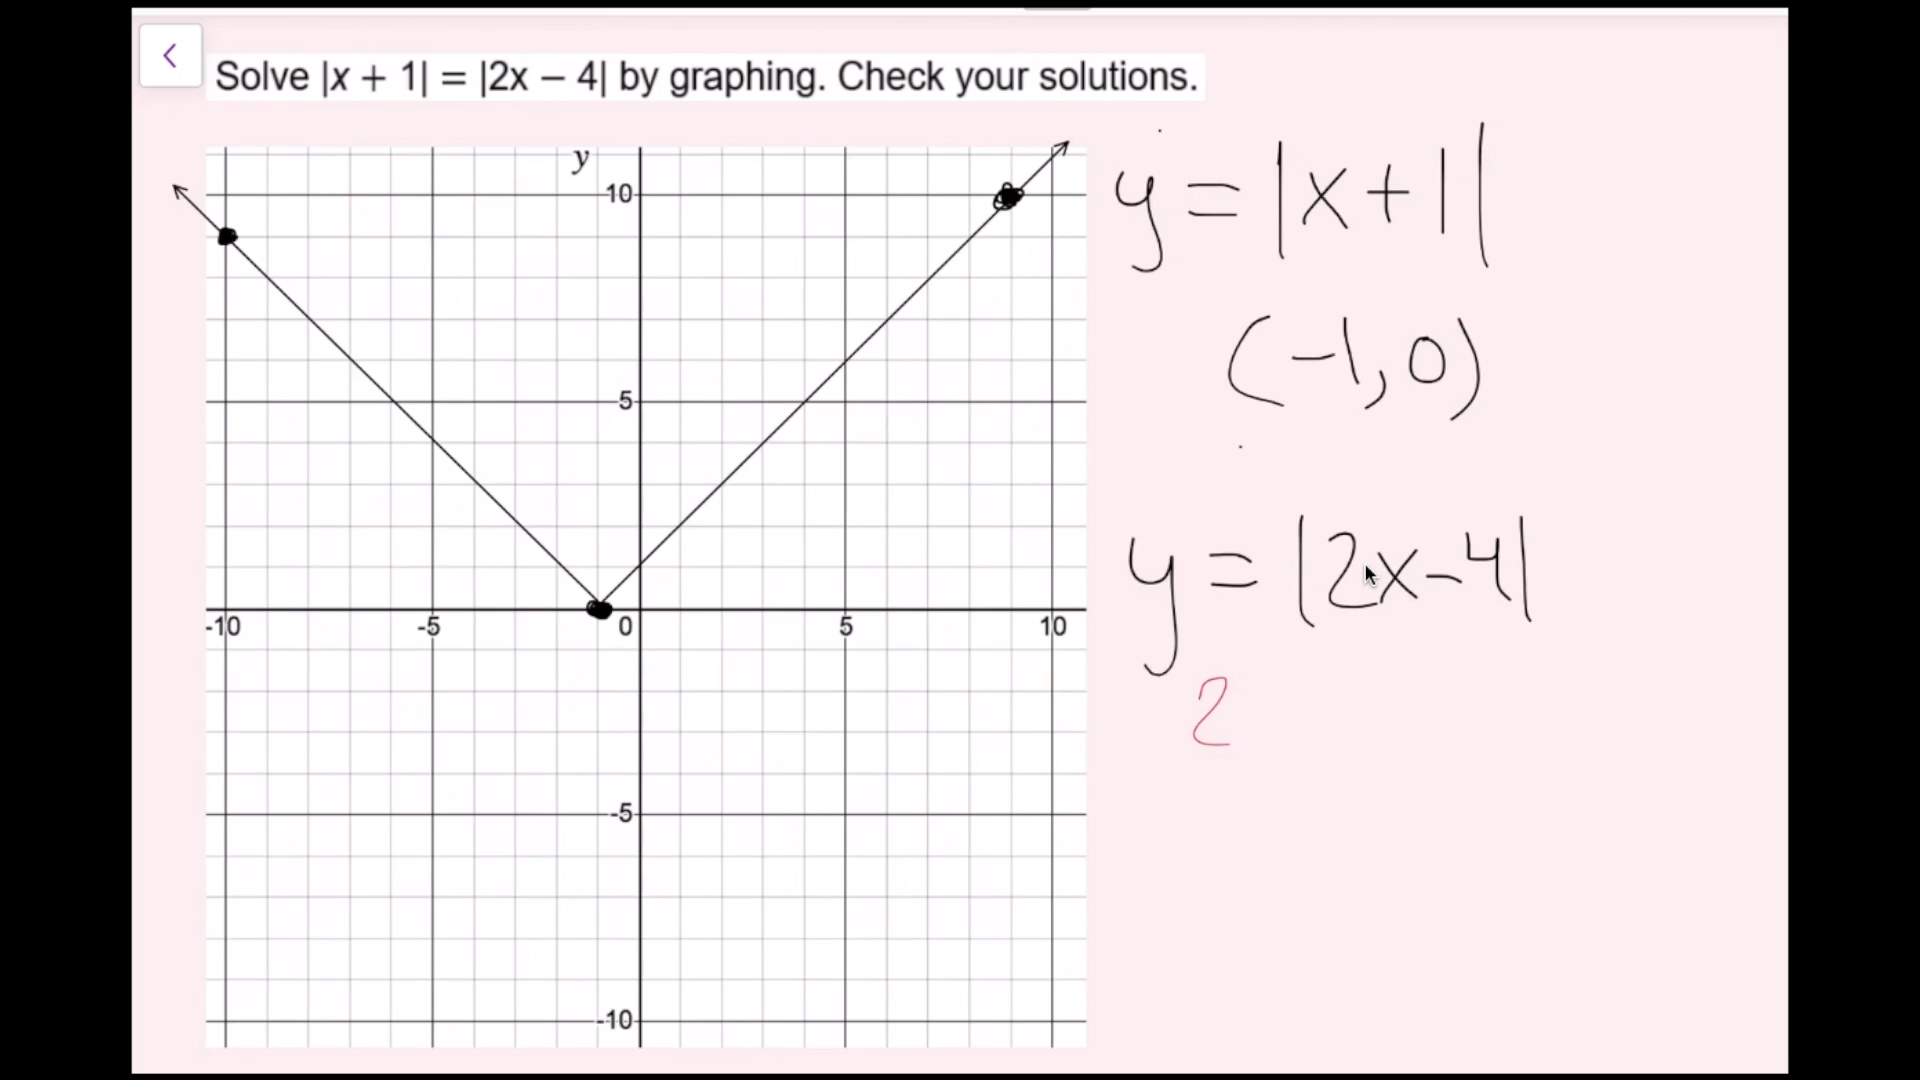 Solve |x + 1| = |2x − 4| by graphing. Check your solutions.
y
10
5
-10 -5 0 5 10
-5
-10
y = |x+1|
(-1,0)
y = |2x-4|
2